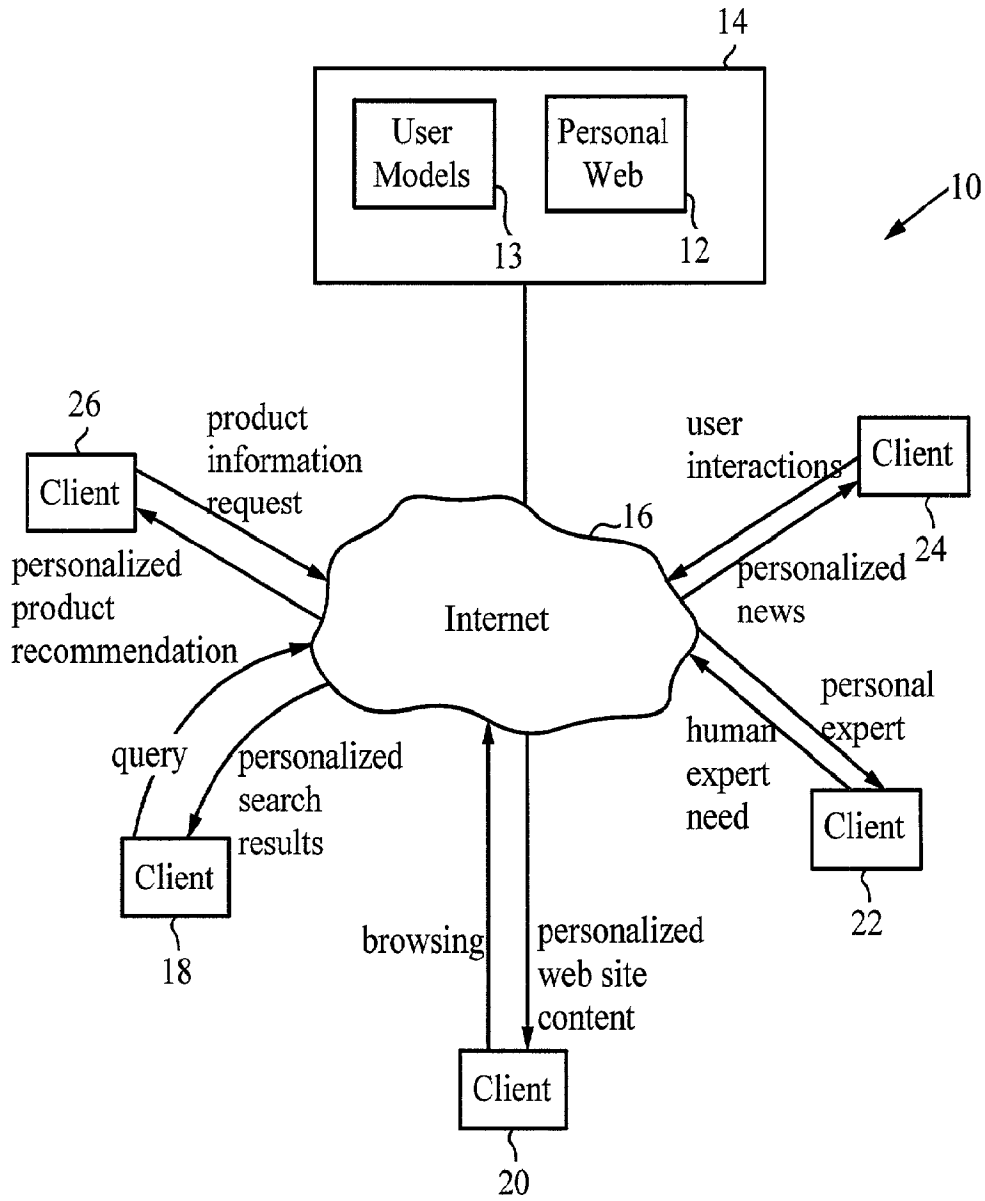 14
User
Models
Personal
Web
13
12
10
26
Client
product
information
request
user
interactions
Client
24
16
personalized
product
recommendation
Internet
personalized
news
query
personalized
search
results
human
expert
need
personal
expert
Client
18
Client
22
browsing
personalized
web site
content
Client
20